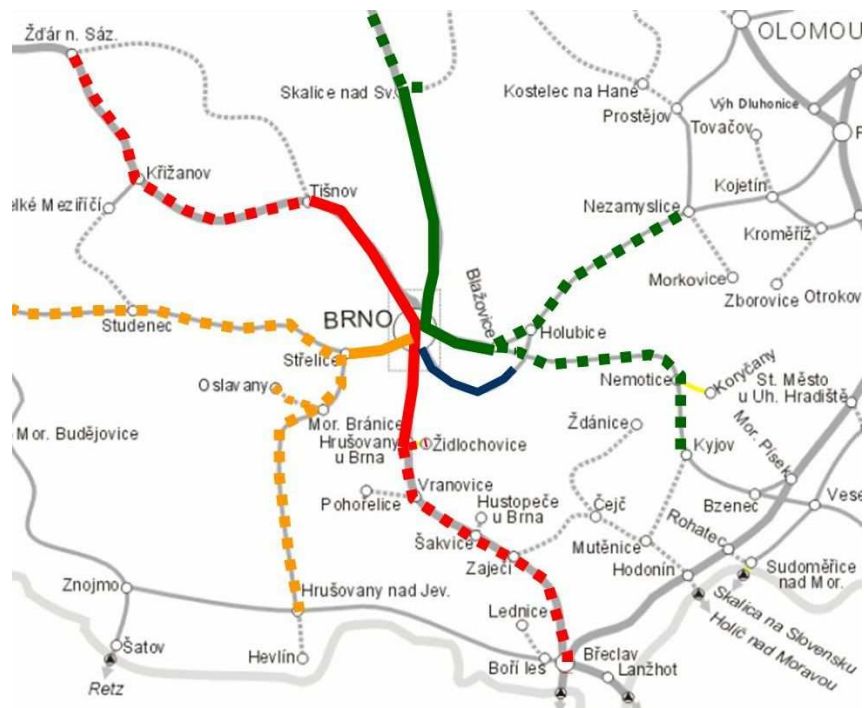 Žďár n. Sáz.
OLOMOU
Skalice nad Sv.
Kostelec na Hané
Prostějov
Výh Dluhonice
Tovačov
Křižanov
Tišnov
elké Meziříčí
Nezamyslice
Kojetín
Kroměříž
Morkovice
Zborovice
Otrokov
Studenec
BRNO
Blažovice
Holubice
Střelice
Oslavany
Nemotice
Koryčany
St. Město
u Uh. Hradiště
Mor. Budějovice
Mor. Bránice
Hrušovany
u Brna
Židlochovice
Ždánice
Kyjov
Mor. Písek
Vranovice
Pohořelice
Hustopeče
u Brna
Čejč
Bzenec
Vese
Šakvice
Zaječí
Mutěnice
Rohatec
Hodonín
Sudoměřice
nad Mor.
Znojmo
Hrušovany nad Jev.
Lednice
Skalica na Slovensku
Holíč nad Moravou
Šatov
Hevlín
Boří les
Břeclav
Lanžhot
Retz